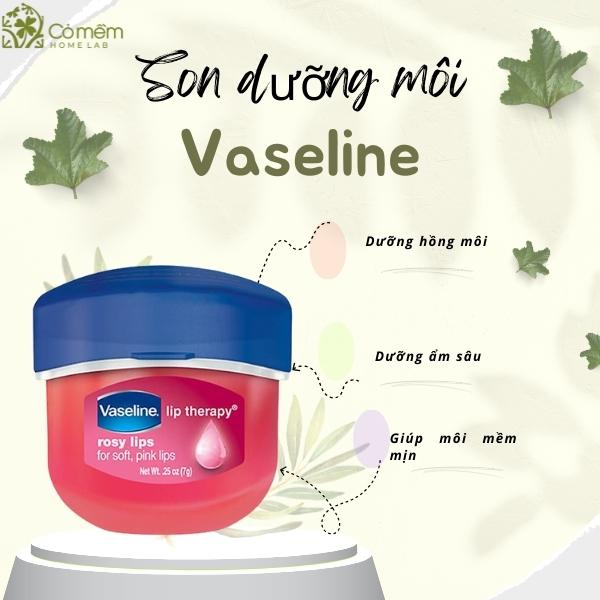 Cỏ mềm
HOME LAB
Son dưỡng môi
Vaseline
Dưỡng hồng môi
Dưỡng ẩm sâu
Giúp môi mềm
mịn
Vaseline. lip therapy®
rosy lips
for soft, pink lips
Net Wt. .25 oz (7g)